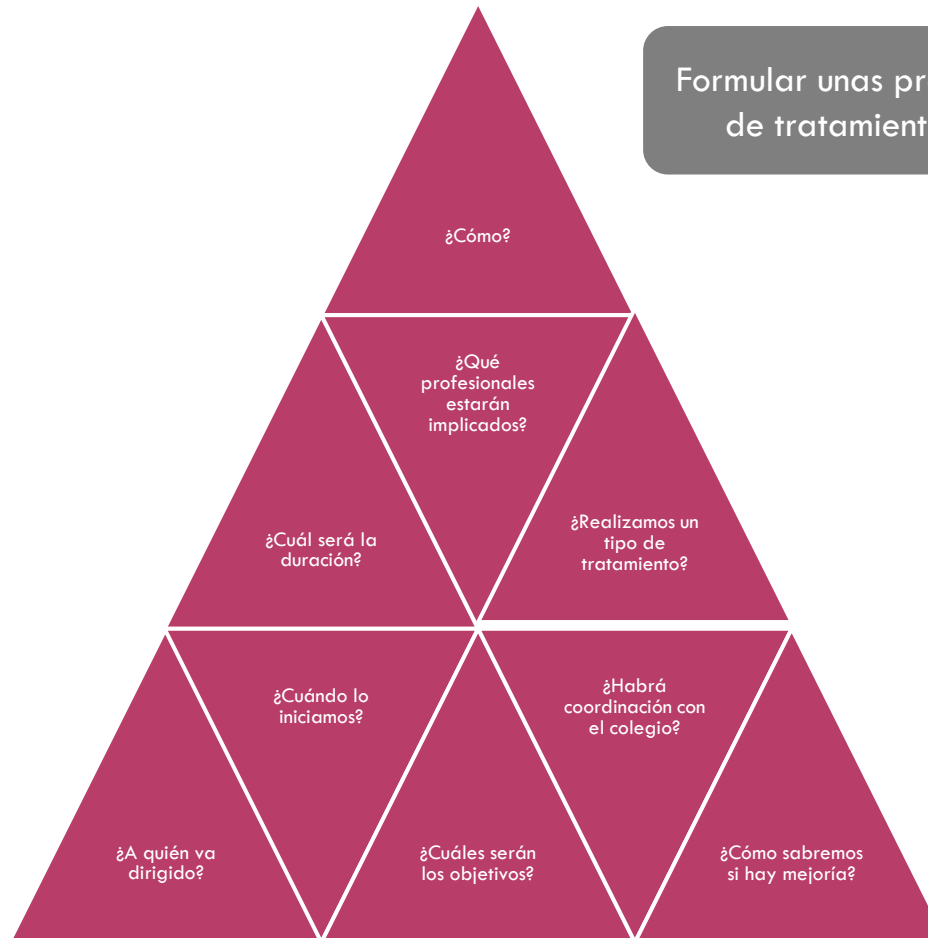 Formular unas
de tratamient
¿Cómo?
¿Qué
profesionales
estarán
implicados?
¿Cuál será la
duración?
¿Realizamos un
tipo de
tratamiento?
¿Cuándo lo
iniciamos?
¿Habrá
coordinación con
el colegio?
¿A quién va
dirigido?
¿Cuáles serán
los objetivos?
¿Cómo sabremos
si hay mejoría?